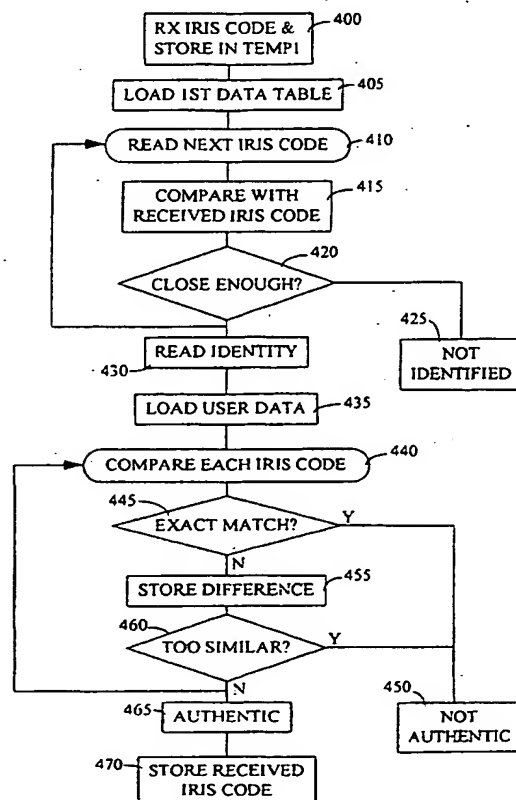 RX IRIS CODE &
STORE IN TEMP1
400
LOAD 1ST DATA TABLE
405
READ NEXT IRIS CODE
410
COMPARE WITH
RECEIVED IRIS CODE
415
CLOSE ENOUGH?
420
NOT
IDENTIFIED
425
READ IDENTITY
430
LOAD USER DATA
435
COMPARE EACH IRIS CODE
440
445
EXACT MATCH?
Y
N
STORE DIFFERENCE
455
460
TOO SIMILAR?
Y
N
450
NOT
AUTHENTIC
465
AUTHENTIC
470
STORE RECEIVED
IRIS CODE